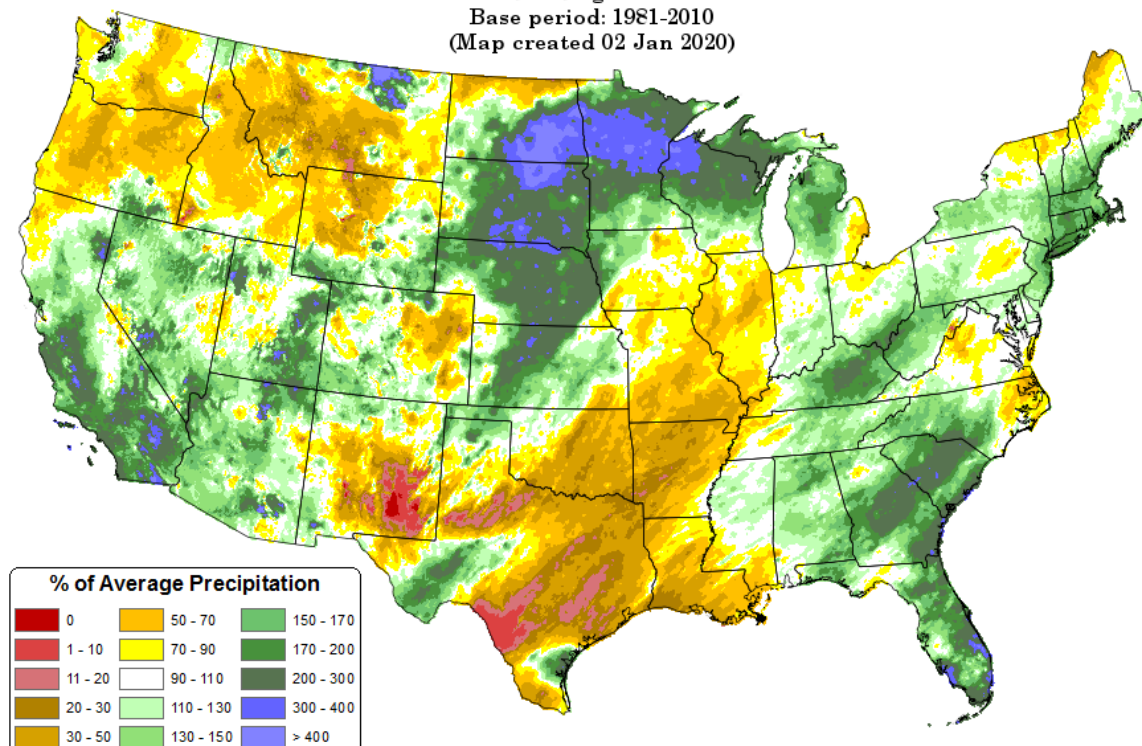 Base period: 1981-2010
(Map created 02 Jan 2020)
% of Average Precipitation
0
50 - 70
150 - 170
1 - 10
70 - 90
170 - 200
11 - 20
90 - 110
200 - 300
20 - 30
110 - 130
300 - 400
30 - 50
130 - 150
> 400